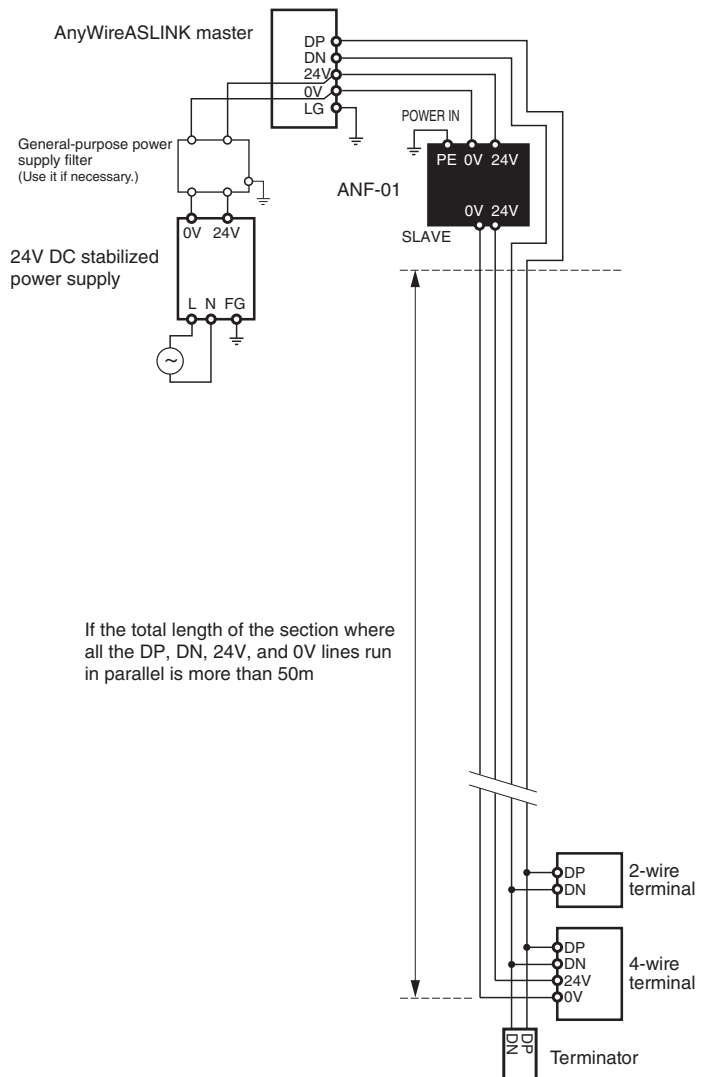 AnyWireASLINK master
DP
DN
24V
0V
LG
General-purpose power
supply filter
(Use it if necessary.)
POWER IN
PE 0V 24V
ANF-01
0V 24V
SLAVE
0V 24V
24V DC stabilized
power supply
L N FG
~
If the total length of the section where
all the DP, DN, 24V, and 0V lines run
in parallel is more than 50m
DP
DN
2-wire
terminal
DP
DN
24V
0V
4-wire
terminal
DN
DP
Terminator